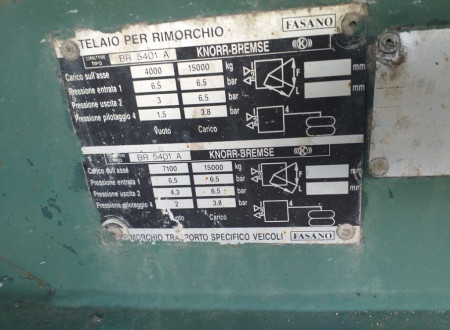 TELAIO PER RIMORCHIO FASANO
CORRETTORE TIPO BR 5401 A KNORR-BREMSE
Carico sull'asse 4000 15000 kg F mm
Pressione entrata 1 6.5 6.5 bar L mm
Pressione uscita 2 3 6.5 bar
Pressione pilotaggio 4 1,5 3,8 bar 4
Vuoto Carico
BR 5401 A KNORR-BREMSE
Carico sull'asse 7100 15000 kg F mm
Pressione entrata 1 6.5 6.5 bar L mm
Pressione uscita 2 4,3 6.5 bar
Pressione pilotaggio 4 2 3.8 bar 4
Carico
TRASPORTO SPECIFICO VEICOLI FASANO